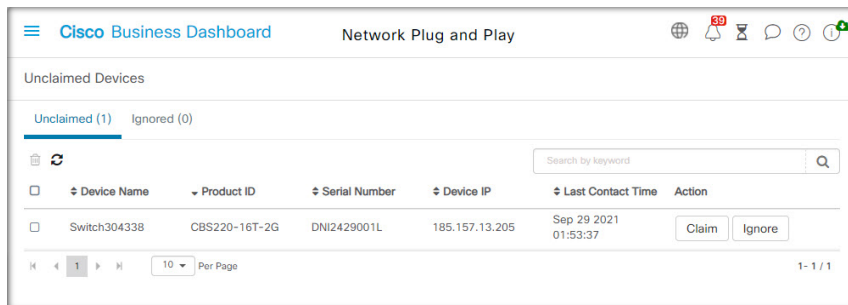 Cisco Business Dashboard Network Plug and Play 39
Unclaimed Devices
Unclaimed (1) Ignored (0)
Search by keyword
Device Name Product ID Serial Number Device IP Last Contact Time Action
Switch304338 CBS220-16T-2G DNI2429001L 185.157.13.205 Sep 29 2021
01:53:37 Claim Ignore
1 10 Per Page 1 - 1 / 1